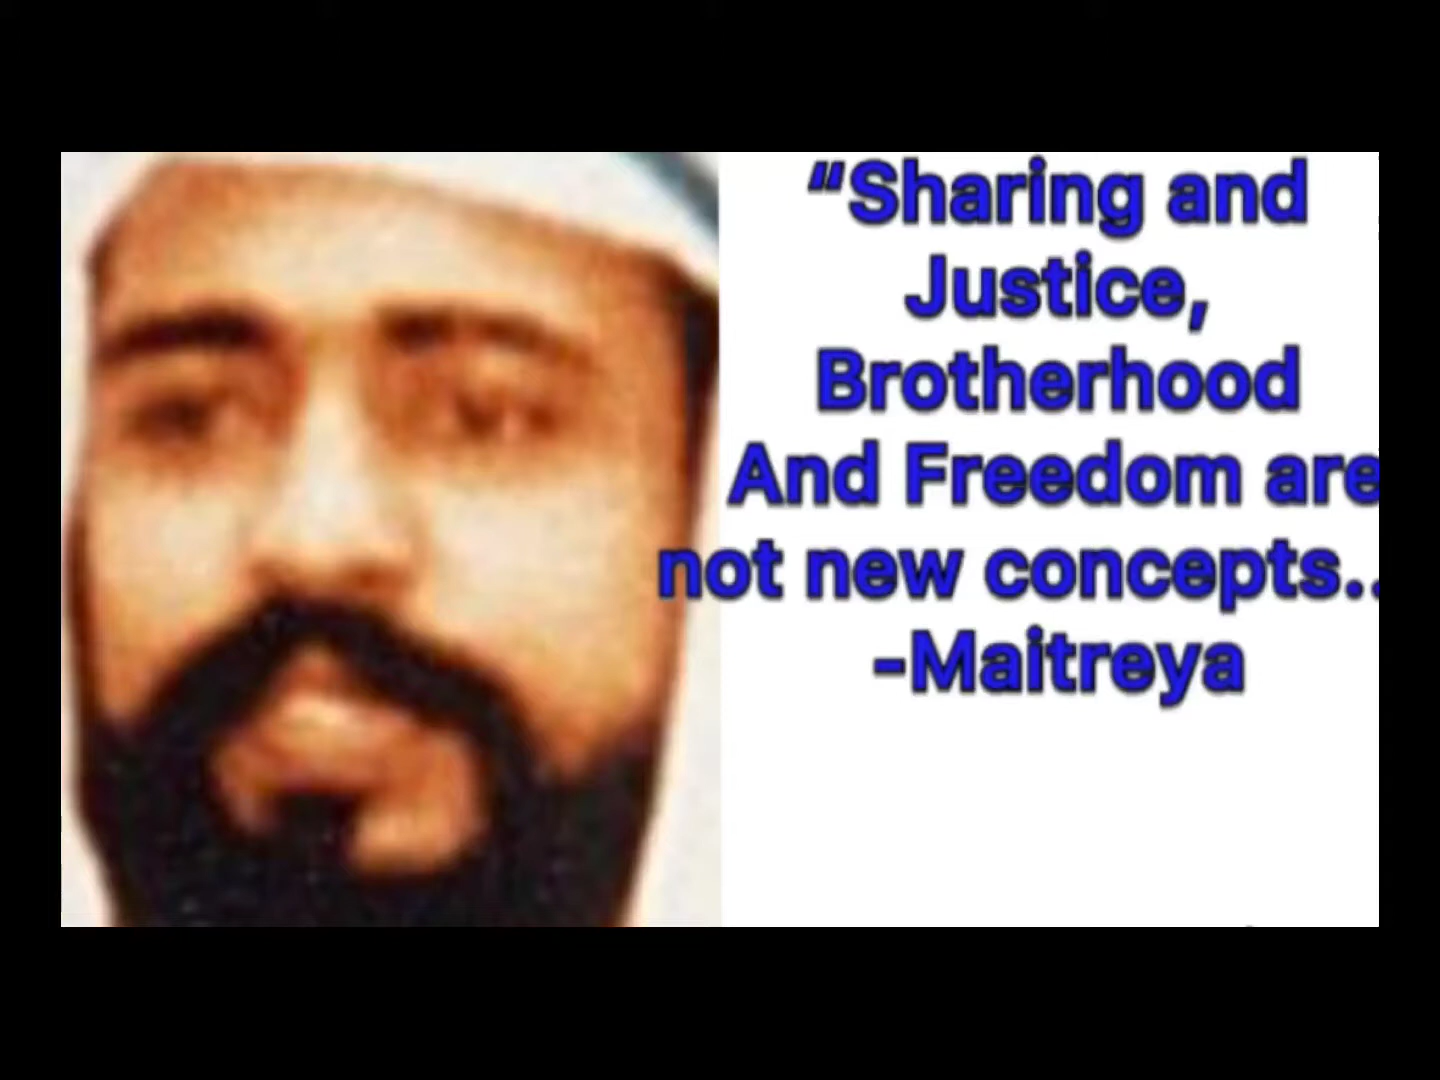 “Sharing and
Justice,
Brotherhood
And Freedom are
not new concepts..
-Maitreya